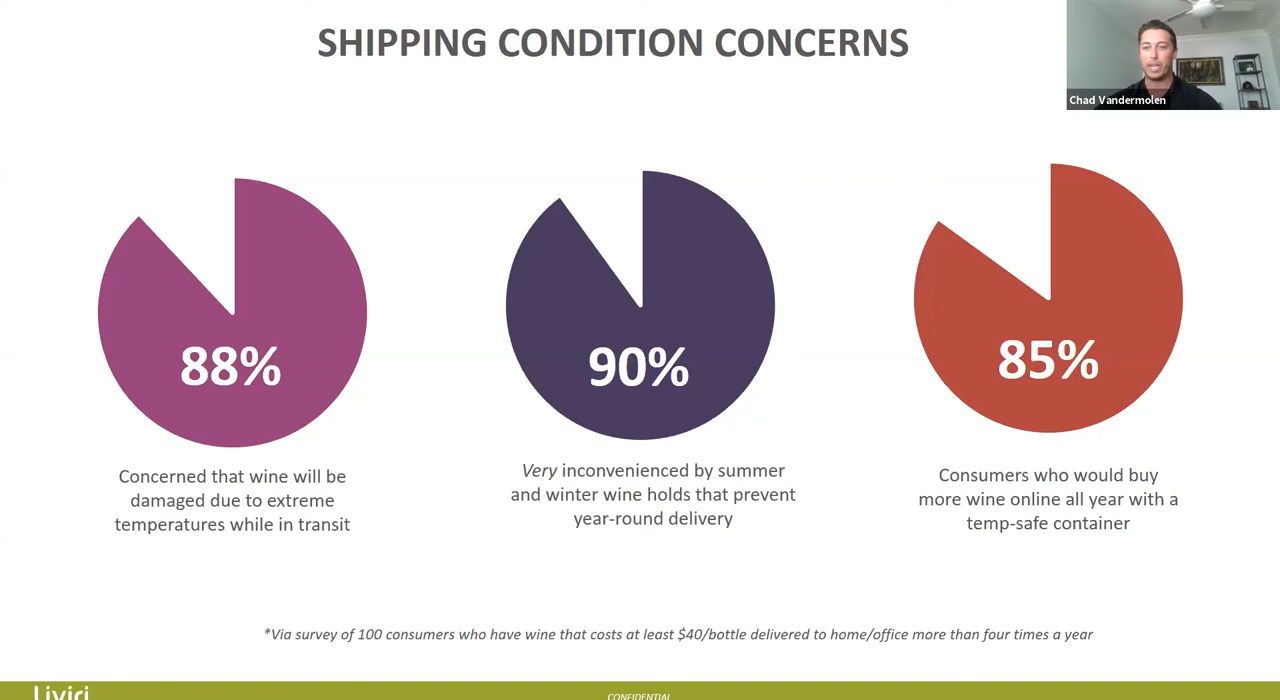 SHIPPING CONDITION CONCERNS
Chad Vandermolen
88%
90%
85%
Concerned that wine will be
damaged due to extreme
temperatures while in transit
Very inconvenienced by summer
and winter wine holds that prevent
year-round delivery
Consumers who would buy
more wine online all year with a
temp-safe container
*Via survey of 100 consumers who have wine that costs at least $40/bottle delivered to home/office more than four times a year
Liviri
CONFIDENTIAL